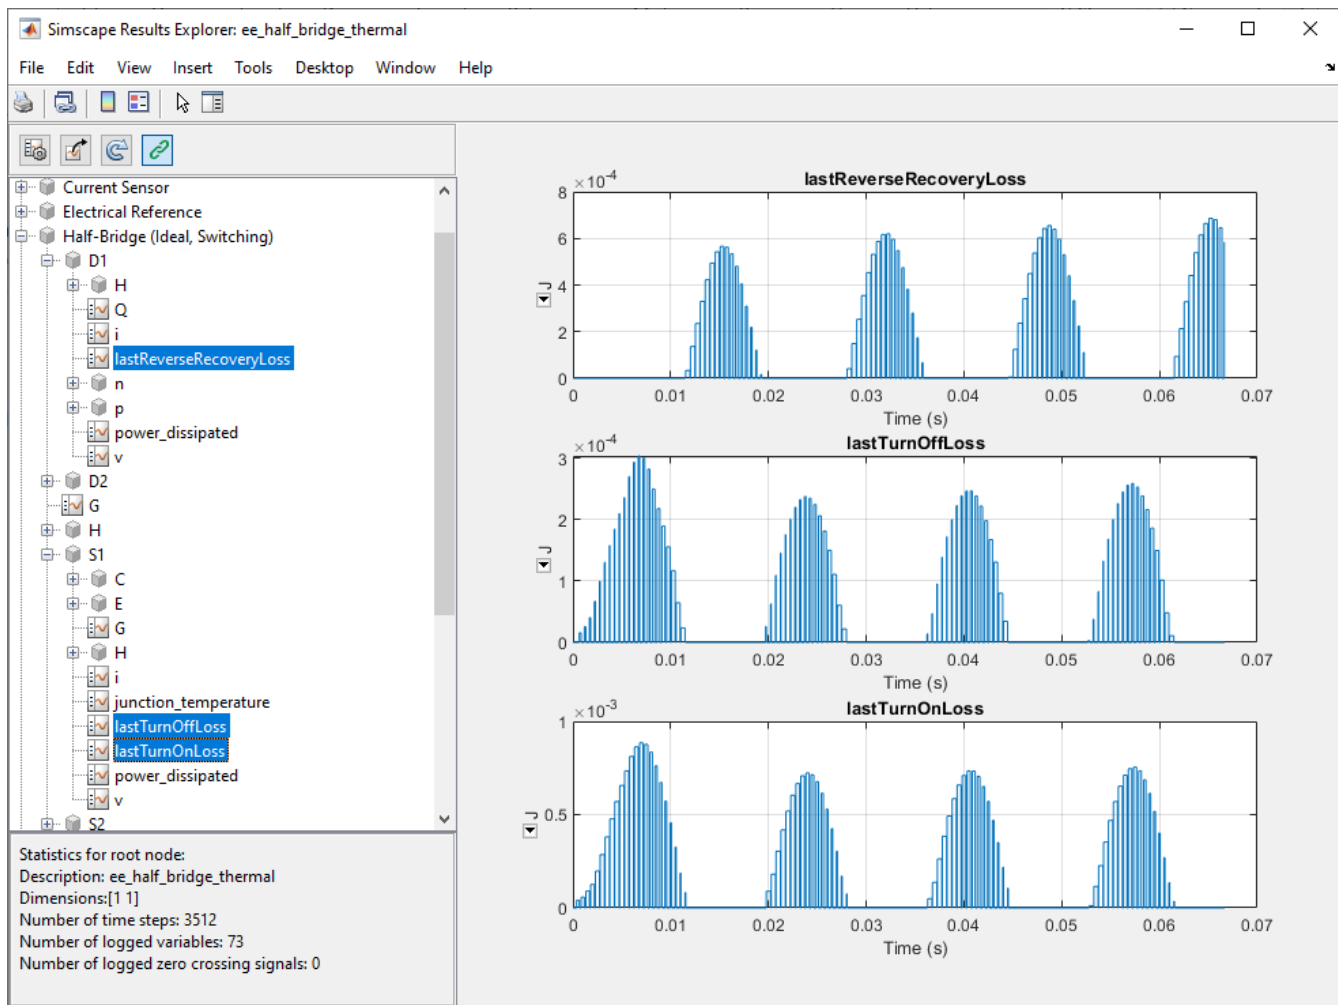 Simscape Results Explorer: ee_half_bridge_thermal
File Edit View Insert Tools Desktop Window Help
Current Sensor
Electrical Reference
Half-Bridge (Ideal, Switching)
D1
H
Q
i
lastReverseRecoveryLoss
n
p
power_dissipated
v
D2
G
H
S1
C
E
G
H
i
junction_temperature
lastTurnOffLoss
lastTurnOnLoss
power_dissipated
v
S2
Statistics for root node:
Description: ee_half_bridge_thermal
Dimensions:[1 1]
Number of time steps: 3512
Number of logged variables: 73
Number of logged zero crossing signals: 0
×10⁻⁴
lastReverseRecoveryLoss
8
6
4
2
0
J
0 0.01 0.02 0.03 0.04 0.05 0.06 0.07
Time (s)
×10⁻⁴
lastTurnOffLoss
3
2
1
0
J
0 0.01 0.02 0.03 0.04 0.05 0.06 0.07
Time (s)
×10⁻³
lastTurnOnLoss
1
0.5
0
J
0 0.01 0.02 0.03 0.04 0.05 0.06 0.07
Time (s)